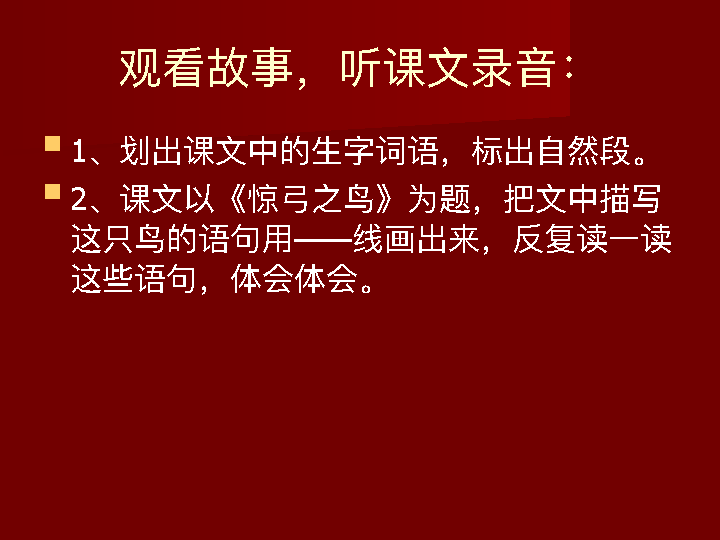 观看故事，听课文录音：
1、划出课文中的生字词语，标出自然段。
2、课文以《惊弓之鸟》为题，把文中描写
这只鸟的语句用——线画出来，反复读一读
这些语句，体会体会。